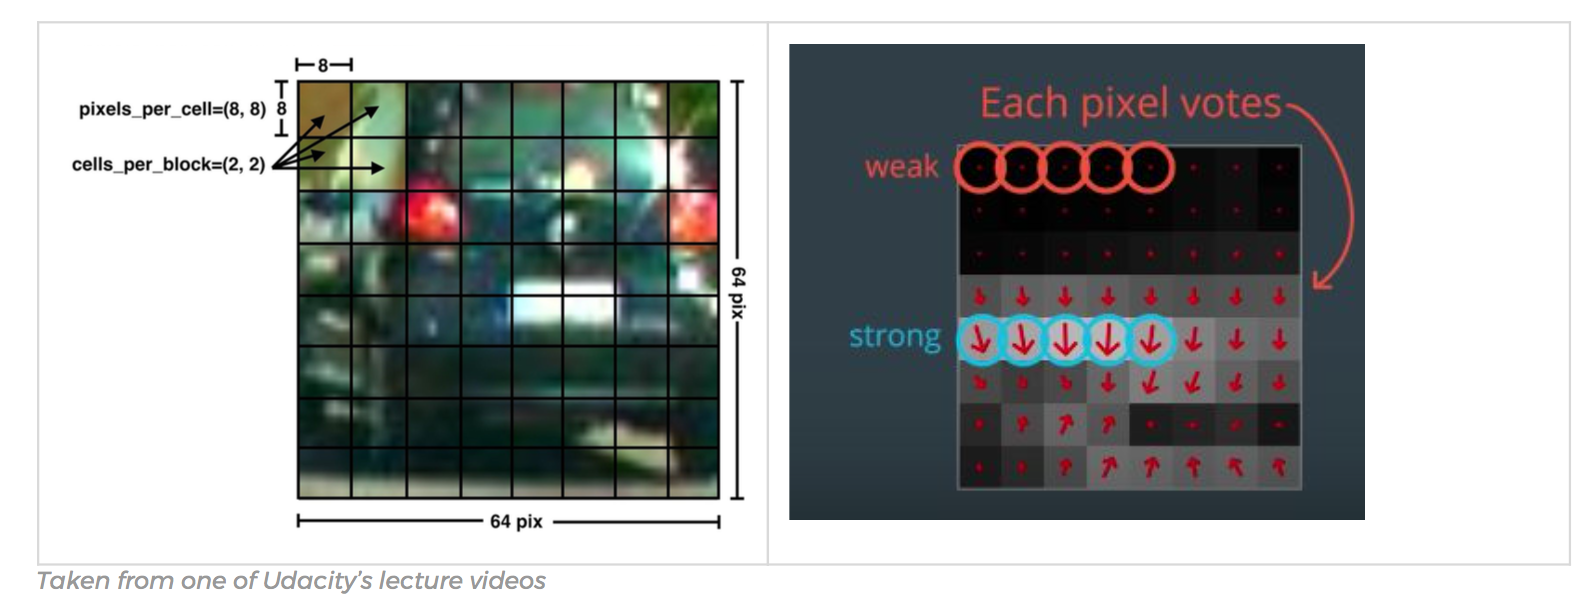 8
pixels_per_cell=(8, 8) 8
cells_per_block=(2, 2)
64 pix
64 pix
Each pixel votes
weak
strong
Taken from one of Udacity's lecture videos